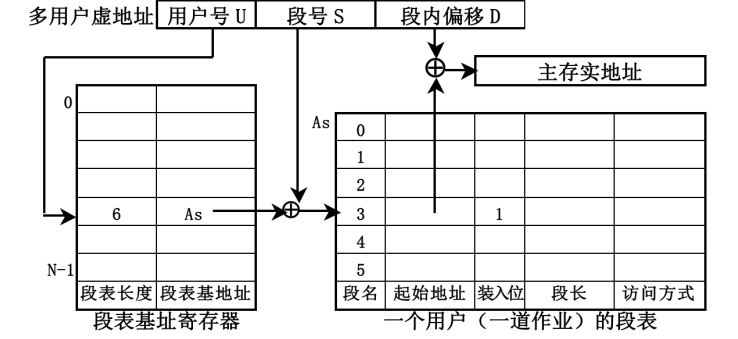 多用户虚地址 用户号 U 段号 S 段内偏移 D
主存实地址
0
As
0
1
2
6 As 3 1
4
N-1 5
段表长度 段表基地址 段名 起始地址 装入位 段长 访问方式
段表基址寄存器 一个用户（一道作业）的段表